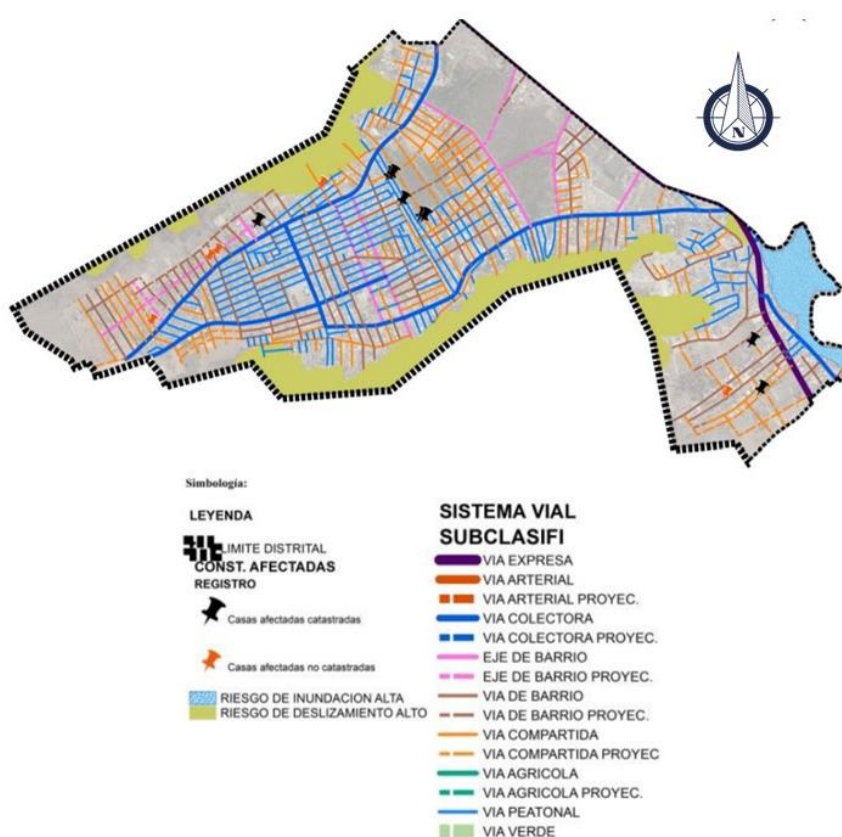 N
Simbología:
LEYENDA
LIMITE DISTRITAL
CONST. AFECTADAS
REGISTRO
Casas afectadas catastradas
Casas afectadas no catastradas
RIESGO DE INUNDACION ALTA
RIESGO DE DESLIZAMIENTO ALTO
SISTEMA VIAL
SUBCLASIFI
VIA EXPRESA
VIA ARTERIAL
VIA ARTERIAL PROYEC.
VIA COLECTORA
VIA COLECTORA PROYEC.
EJE DE BARRIO
EJE DE BARRIO PROYEC.
VIA DE BARRIO
VIA DE BARRIO PROYEC.
VIA COMPARTIDA
VIA COMPARTIDA PROYEC
VIA AGRICOLA
VIA AGRICOLA PROYEC.
VIA PEATONAL
VIA VERDE